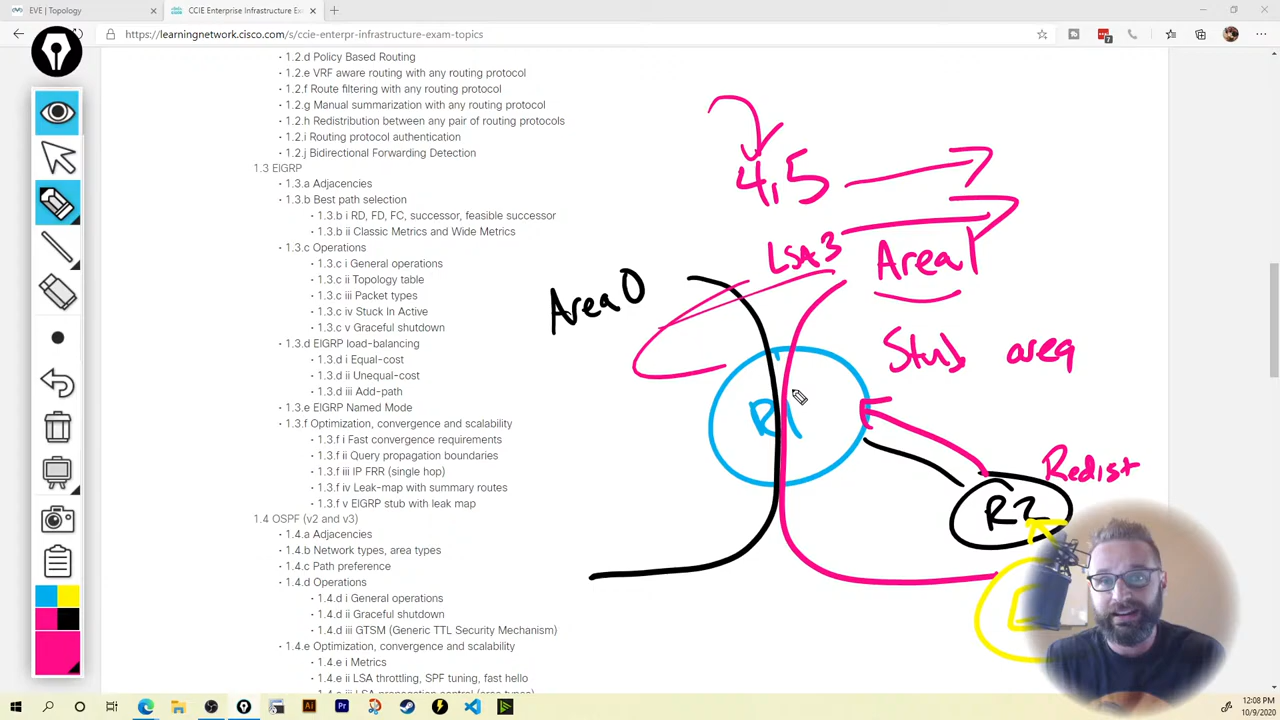 EVE | Topology
CCIE Enterprise Infrastructure Ex
https://learningnetwork.cisco.com/s/ccie-enterpr-infrastructure-exam-topics
1.2.d Policy Based Routing
1.2.e VRF aware routing with any routing protocol
1.2.f Route filtering with any routing protocol
1.2.g Manual summarization with any routing protocol
1.2.h Redistribution between any pair of routing protocols
1.2.i Routing protocol authentication
1.2.j Bidirectional Forwarding Detection
1.3 EIGRP
1.3.a Adjacencies
1.3.b Best path selection
1.3.b i RD, FD, FC, successor, feasible successor
1.3.b ii Classic Metrics and Wide Metrics
1.3.c Operations
1.3.c i General operations
1.3.c ii Topology table
1.3.c iii Packet types
1.3.c iv Stuck In Active
1.3.c v Graceful shutdown
1.3.d EIGRP load-balancing
1.3.d i Equal-cost
1.3.d ii Unequal-cost
1.3.d iii Add-path
1.3.e EIGRP Named Mode
1.3.f Optimization, convergence and scalability
1.3.f i Fast convergence requirements
1.3.f ii Query propagation boundaries
1.3.f iii IP FRR (single hop)
1.3.f iv Leak-map with summary routes
1.3.f v EIGRP stub with leak map
1.4 OSPF (v2 and v3)
1.4.a Adjacencies
1.4.b Network types, area types
1.4.c Path preference
1.4.d Operations
1.4.d i General operations
1.4.d ii Graceful shutdown
1.4.d iii GTSM (Generic TTL Security Mechanism)
1.4.e Optimization, convergence and scalability
1.4.e i Metrics
1.4.e ii LSA throttling, SPF tuning, fast hello
1.4.e iii LSA propagation control (area types)
4,5
LSA3
Area 1
Area 0
Stub area
R1
Redist
R2
12:08 PM
10/9/2020